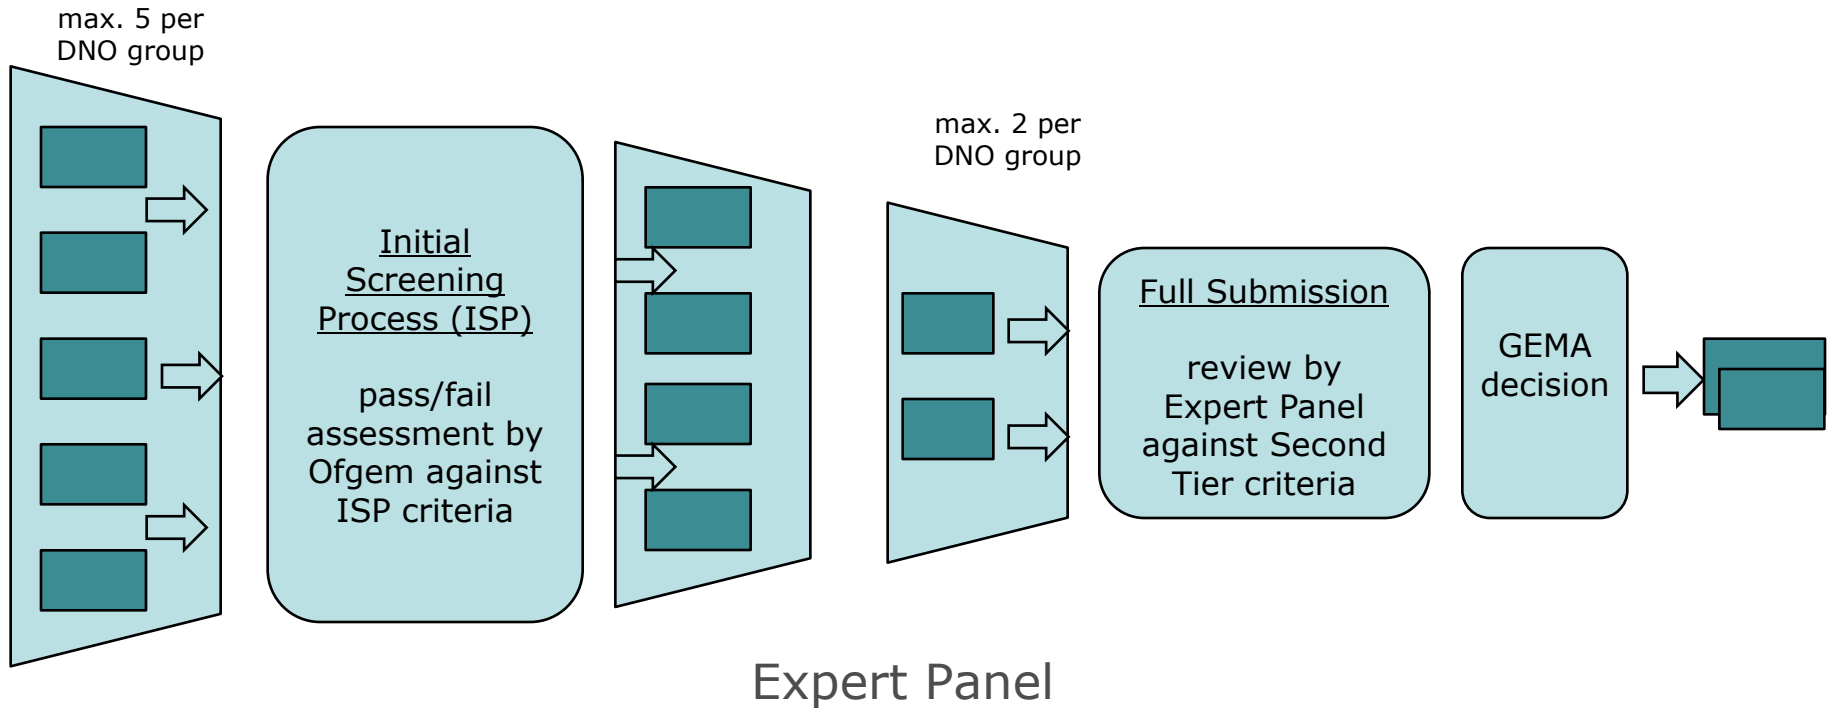 max. 5 per
DNO group
Initial
Screening
Process (ISP)
pass/fail
assessment by
Ofgem against
ISP criteria
max. 2 per
DNO group
Full Submission
review by
Expert Panel
against Second
Tier criteria
GEMA
decision
Expert Panel